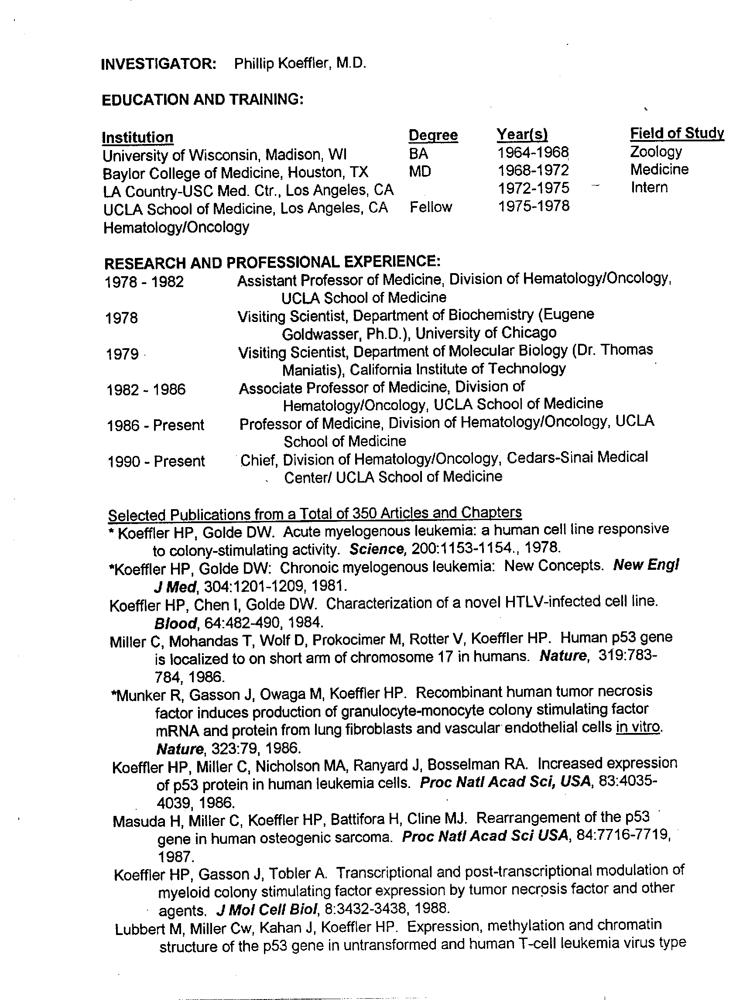 INVESTIGATOR: Phillip Koeffler, M.D.
EDUCATION AND TRAINING:
Institution Degree Year(s) Field of Study
University of Wisconsin, Madison, WI BA 1964-1968 Zoology
Baylor College of Medicine, Houston, TX MD 1968-1972 Medicine
LA Country-USC Med. Ctr., Los Angeles, CA 1972-1975 Intern
UCLA School of Medicine, Los Angeles, CA Fellow 1975-1978
Hematology/Oncology
RESEARCH AND PROFESSIONAL EXPERIENCE:
1978 - 1982 Assistant Professor of Medicine, Division of Hematology/Oncology,
UCLA School of Medicine
1978 Visiting Scientist, Department of Biochemistry (Eugene
Goldwasser, Ph.D.), University of Chicago
1979 Visiting Scientist, Department of Molecular Biology (Dr. Thomas
Maniatis), California Institute of Technology
1982 - 1986 Associate Professor of Medicine, Division of
Hematology/Oncology, UCLA School of Medicine
1986 - Present Professor of Medicine, Division of Hematology/Oncology, UCLA
School of Medicine
1990 - Present Chief, Division of Hematology/Oncology, Cedars-Sinai Medical
Center/ UCLA School of Medicine
Selected Publications from a Total of 350 Articles and Chapters
* Koeffler HP, Golde DW. Acute myelogenous leukemia: a human cell line responsive
to colony-stimulating activity. Science, 200:1153-1154., 1978.
*Koeffler HP, Golde DW: Chronoic myelogenous leukemia: New Concepts. New Engl
J Med, 304:1201-1209, 1981.
Koeffler HP, Chen I, Golde DW. Characterization of a novel HTLV-infected cell line.
Blood, 64:482-490, 1984.
Miller C, Mohandas T, Wolf D, Prokocimer M, Rotter V, Koeffler HP. Human p53 gene
is localized to on short arm of chromosome 17 in humans. Nature, 319:783-
784, 1986.
*Munker R, Gasson J, Owaga M, Koeffler HP. Recombinant human tumor necrosis
factor induces production of granulocyte-monocyte colony stimulating factor
mRNA and protein from lung fibroblasts and vascular endothelial cells in vitro.
Nature, 323:79, 1986.
Koeffler HP, Miller C, Nicholson MA, Ranyard J, Bosselman RA. Increased expression
of p53 protein in human leukemia cells. Proc Natl Acad Sci, USA, 83:4035-
4039, 1986.
Masuda H, Miller C, Koeffler HP, Battifora H, Cline MJ. Rearrangement of the p53
gene in human osteogenic sarcoma. Proc Natl Acad Sci USA, 84:7716-7719,
1987.
Koeffler HP, Gasson J, Tobler A. Transcriptional and post-transcriptional modulation of
myeloid colony stimulating factor expression by tumor necrosis factor and other
agents. J Mol Cell Biol, 8:3432-3438, 1988.
Lubbert M, Miller Cw, Kahan J, Koeffler HP. Expression, methylation and chromatin
structure of the p53 gene in untransformed and human T-cell leukemia virus type